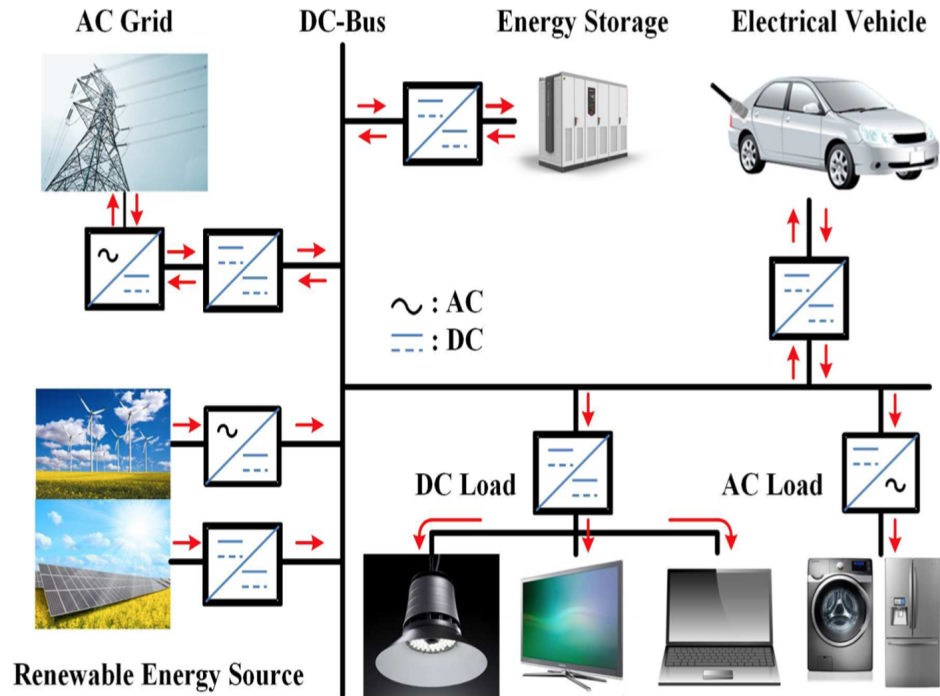 AC Grid
DC-Bus
Energy Storage
Electrical Vehicle
: AC
: DC
DC Load
AC Load
Renewable Energy Source